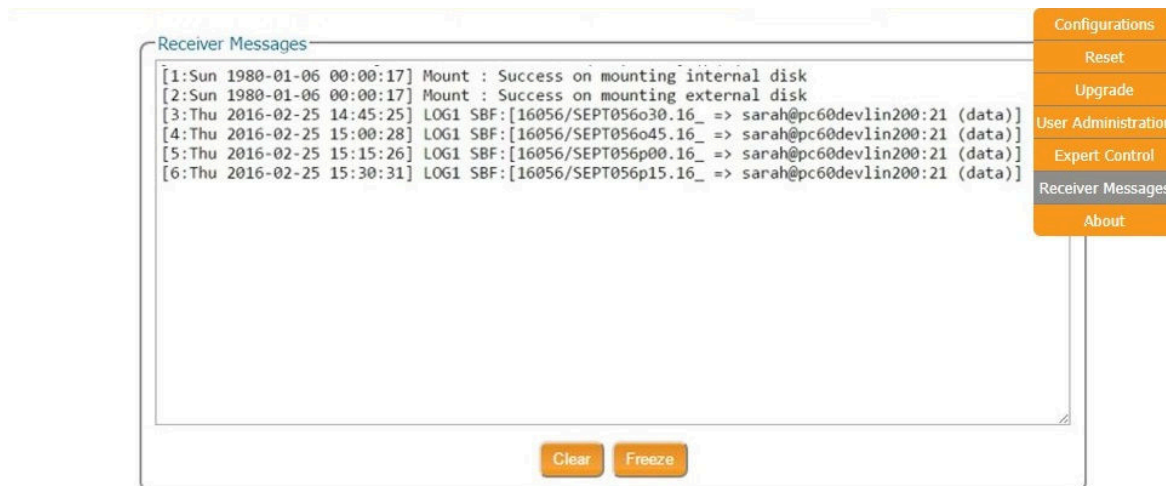 Receiver Messages
[1:Sun 1980-01-06 00:00:17] Mount : Success on mounting internal disk
[2:Sun 1980-01-06 00:00:17] Mount : Success on mounting external disk
[3:Thu 2016-02-25 14:45:25] LOG1 SBF:[16056/SEPT056o30.16_ => sarah@pc60devlin200:21 (data)]
[4:Thu 2016-02-25 15:00:28] LOG1 SBF:[16056/SEPT056o45.16_ => sarah@pc60devlin200:21 (data)]
[5:Thu 2016-02-25 15:15:26] LOG1 SBF:[16056/SEPT056p00.16_ => sarah@pc60devlin200:21 (data)]
[6:Thu 2016-02-25 15:30:31] LOG1 SBF:[16056/SEPT056p15.16_ => sarah@pc60devlin200:21 (data)]
Clear Freeze
Configurations
Reset
Upgrade
User Administration
Expert Control
Receiver Messages
About